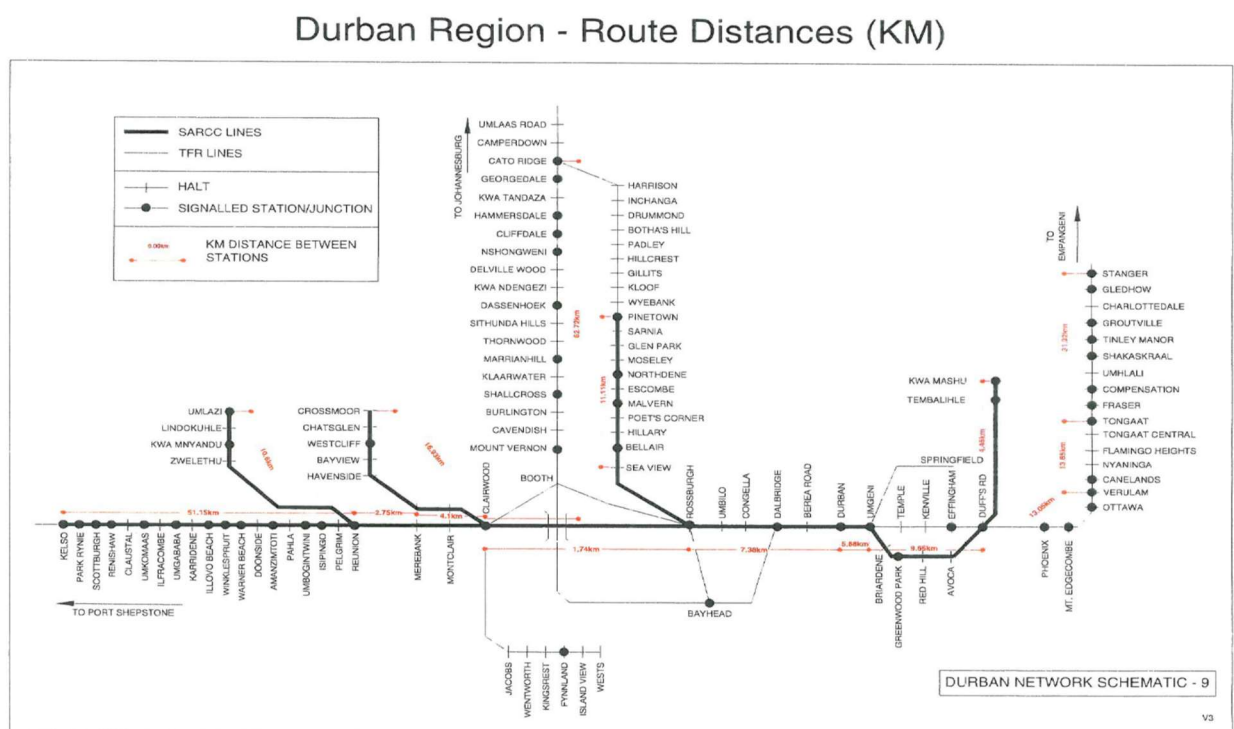 Durban Region - Route Distances (KM)
SARCC LINES
TFR LINES
HALT
SIGNALLED STATION/JUNCTION
0.00km
KM DISTANCE BETWEEN
STATIONS
TO JOHANNESBURG
UMLAAS ROAD
CAMPERDOWN
CATO RIDGE
GEORGEDALE
KWA TANDAZA
HAMMERSDALE
CLIFFDALE
NSHONGWENI
DELVILLE WOOD
KWA NDENGEZI
DASSENHOEK
SITHUNDA HILLS
THORNWOOD
MARRIANHILL
KLAARWATER
SHALLCROSS
BURLINGTON
CAVENDISH
MOUNT VERNON
BOOTH
HARRISON
INCHANGA
DRUMMOND
BOTHA'S HILL
PADLEY
HILLCREST
GILLITS
KLOOF
WYEBANK
PINETOWN
SARNIA
GLEN PARK
MOSELEY
NORTHDENE
ESCOMBE
MALVERN
POET'S CORNER
HILLARY
BELLAIR
SEA VIEW
11.11km
TO
EMPANGENI
STANGER
GLEDHOW
CHARLOTTEDALE
GROUTVILLE
TINLEY MANOR
SHAKASKRAAL
UMHLALI
COMPENSATION
FRASER
TONGAAT
TONGAAT CENTRAL
FLAMINGO HEIGHTS
NYANINGA
CANELANDS
VERULAM
OTTAWA
KWA MASHU
TEMBALIHLE
SPRINGFIELD
UMLAZI
LINDOKUHLE
KWA MNYANDU
ZWELETHU
CROSSMOOR
CHATSGLEN
WESTCLIFF
BAYVIEW
HAVENSIDE
51.15km
2.75km
4.1km
1.74km
7.38km
KELSO
PARK RYNIE
SCOTTBURGH
RENISHAW
CLAUSTAL
UMKOMAAS
ILFRACOMBE
UMGABABA
KARRIDENE
ILLOVO BEACH
WINKLESPRUIT
WARNER BEACH
DOONSIDE
AMANZIMTOTI
PAHLA
UMBOGINTWINI
ISIPINGO
PELGRIM
REUNION
MEREBANK
MONTCLAIR
CLAIRWOOD
ROSSBURGH
UMBILO
CONGELLA
DALBRIDGE
BEREA ROAD
DURBAN
UMGENI
TEMPLE
KENVILLE
EFFINGHAM
DUFF'S RD
BRIARDENE
GREENWOOD PARK
RED HILL
AVOCA
PHOENIX
MT. EDGECOMBE
TO PORT SHEPSTONE
BAYHEAD
JACOBS
WENTWORTH
KINGSREST
FYNNLAND
ISLAND VIEW
WESTS
DURBAN NETWORK SCHEMATIC - 9
V3